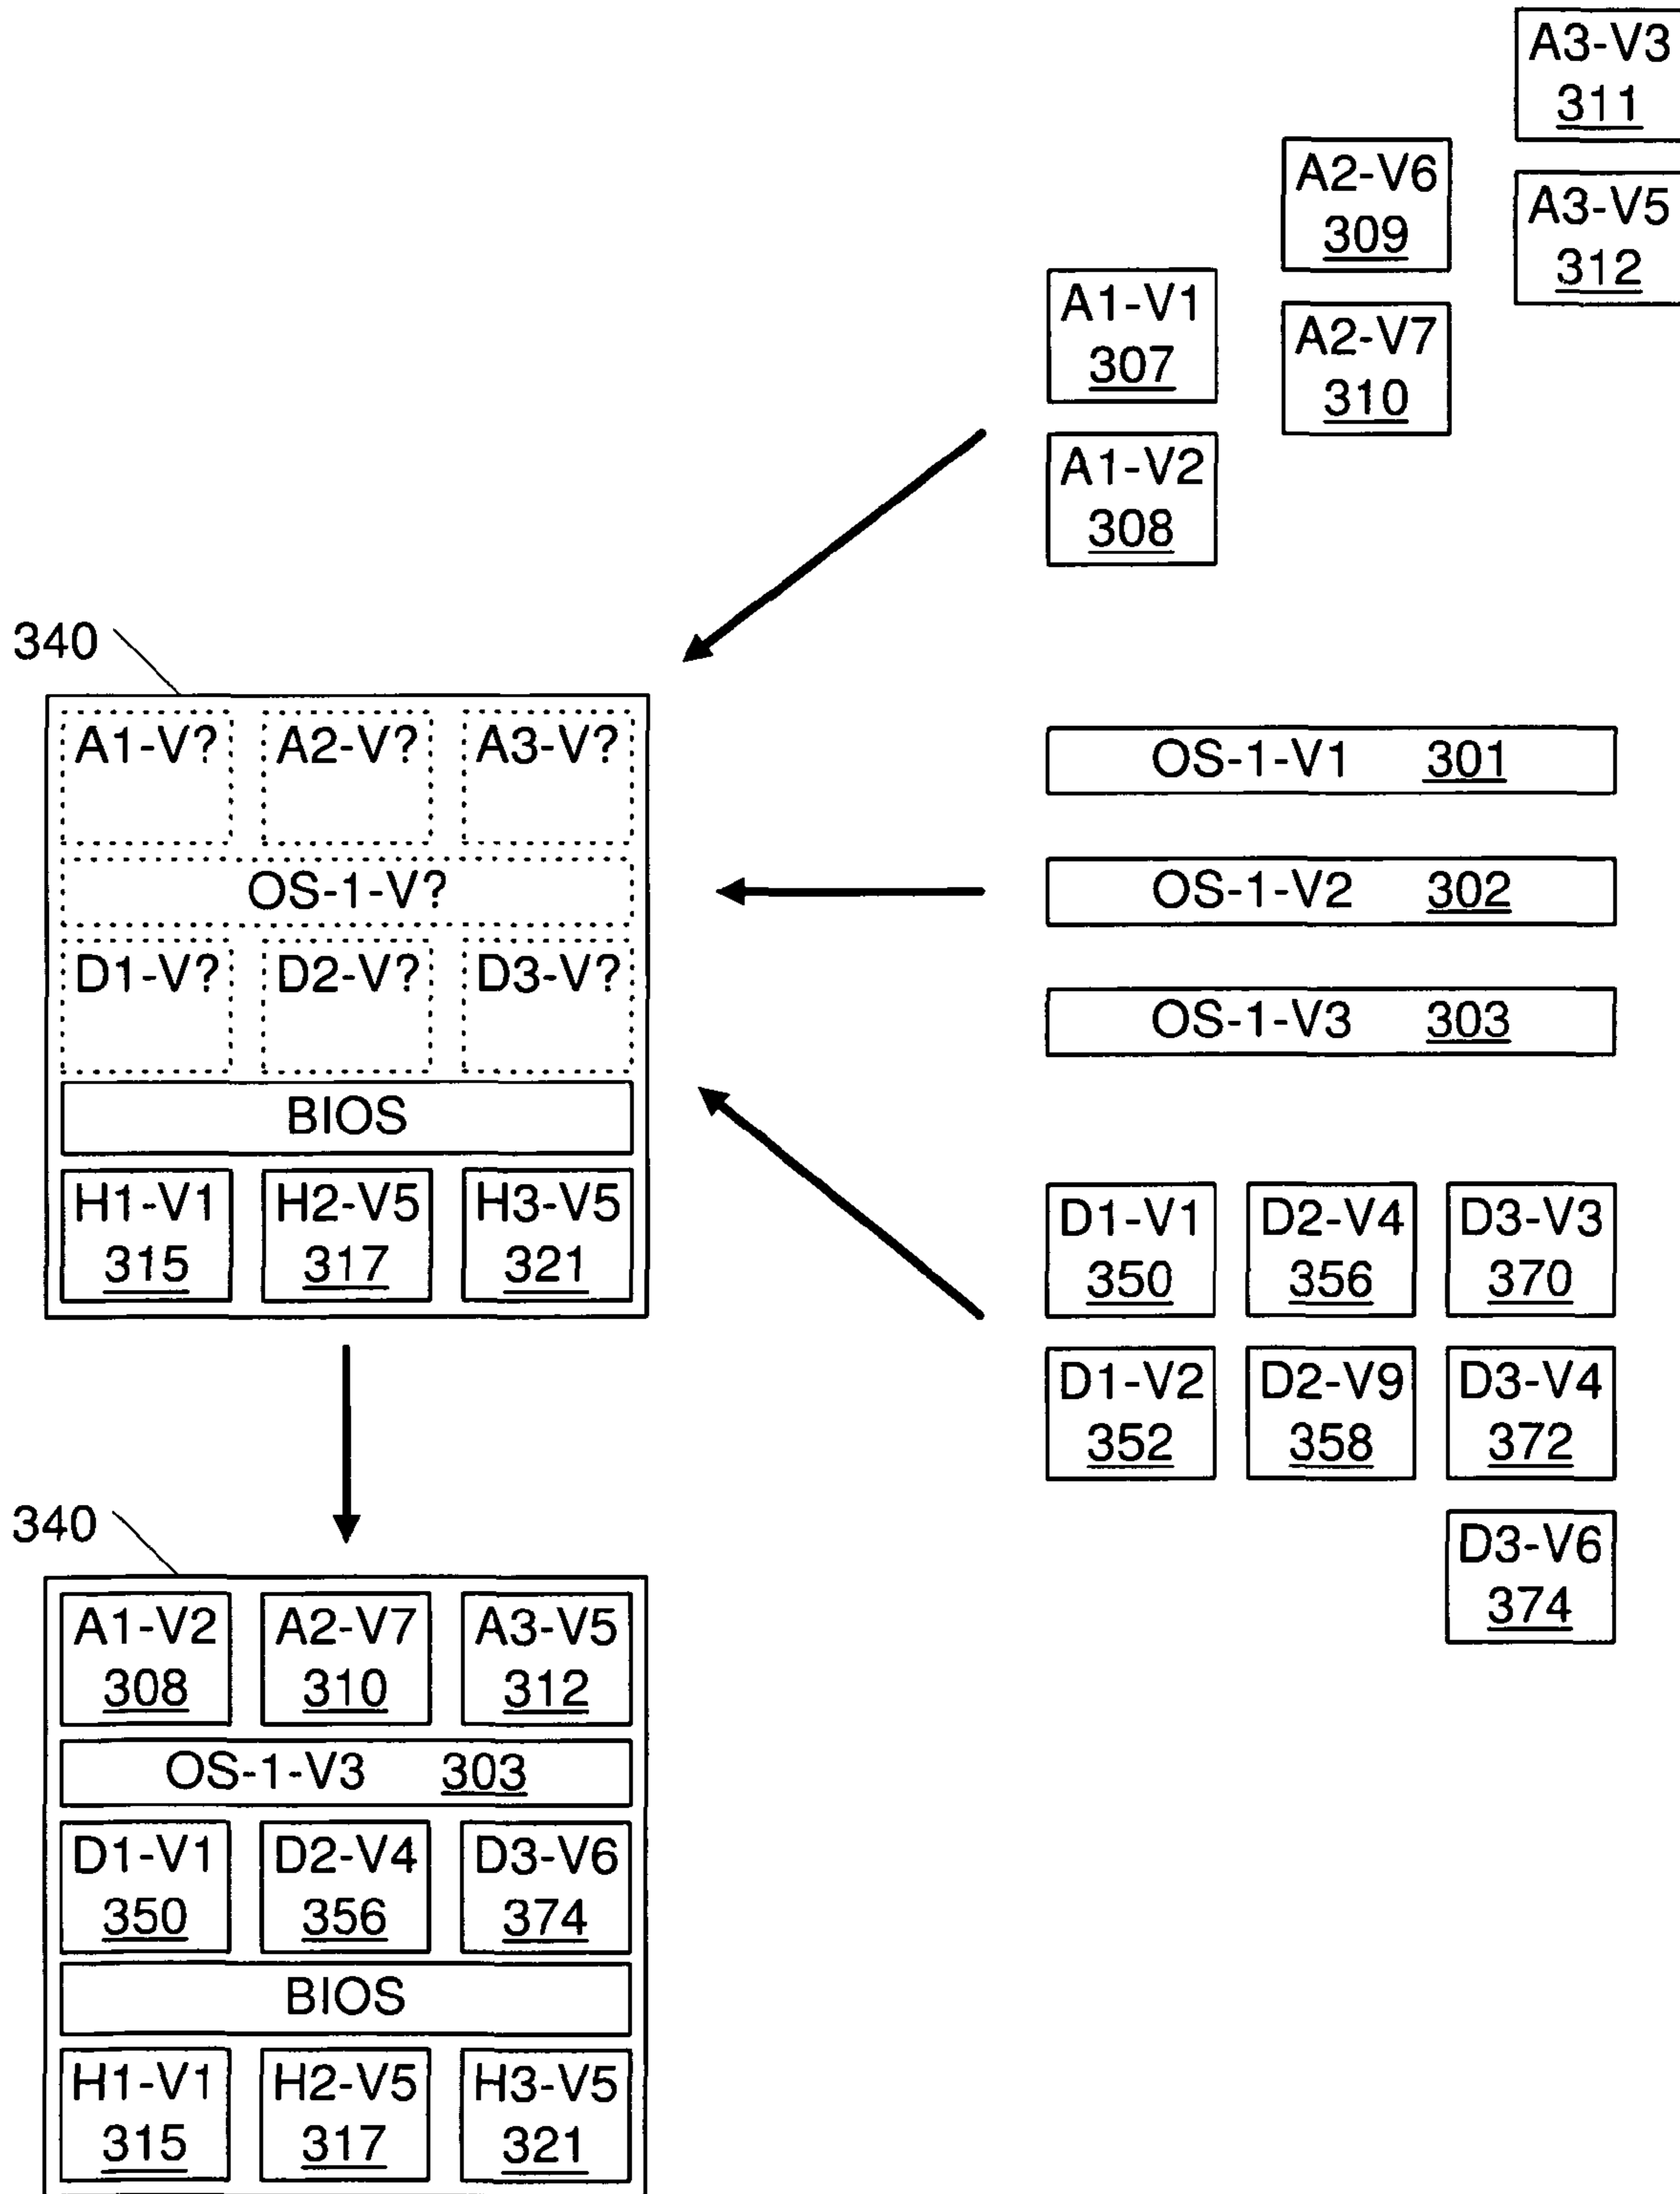 A3-V3
311
A2-V6
309
A3-V5
312
A1-V1
307
A2-V7
310
A1-V2
308
340
A1-V? A2-V? A3-V?
OS-1-V?
D1-V? D2-V? D3-V?
BIOS
H1-V1 H2-V5 H3-V5
315 317 321
OS-1-V1 301
OS-1-V2 302
OS-1-V3 303
D1-V1 D2-V4 D3-V3
350 356 370
D1-V2 D2-V9 D3-V4
352 358 372
D3-V6
374
340
A1-V2 A2-V7 A3-V5
308 310 312
OS-1-V3 303
D1-V1 D2-V4 D3-V6
350 356 374
BIOS
H1-V1 H2-V5 H3-V5
315 317 321